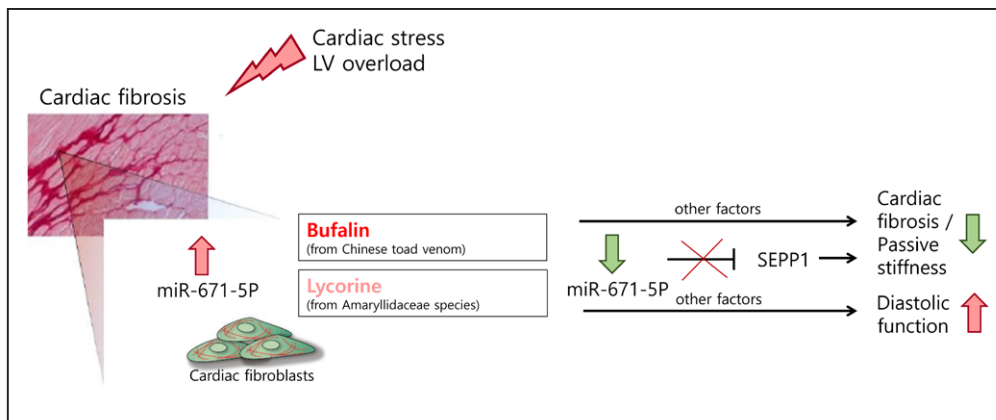 Cardiac stress
LV overload
Cardiac fibrosis
Bufalin
(from Chinese toad venom)
Lycorine
(from Amaryllidaceae species)
miR-671-5P
Cardiac fibroblasts
other factors
miR-671-5P
SEPP1
other factors
Cardiac
fibrosis /
Passive
stiffness
Diastolic
function